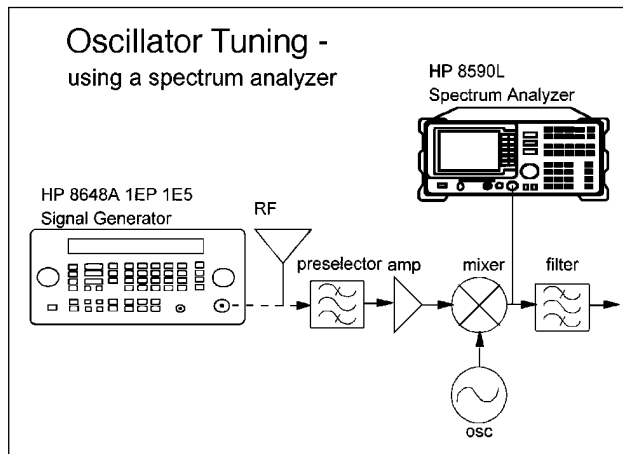 Oscillator Tuning -
using a spectrum analyzer
HP 8590L
Spectrum Analyzer
HP 8648A 1EP 1E5
Signal Generator
RF
preselector
amp
mixer
filter
osc